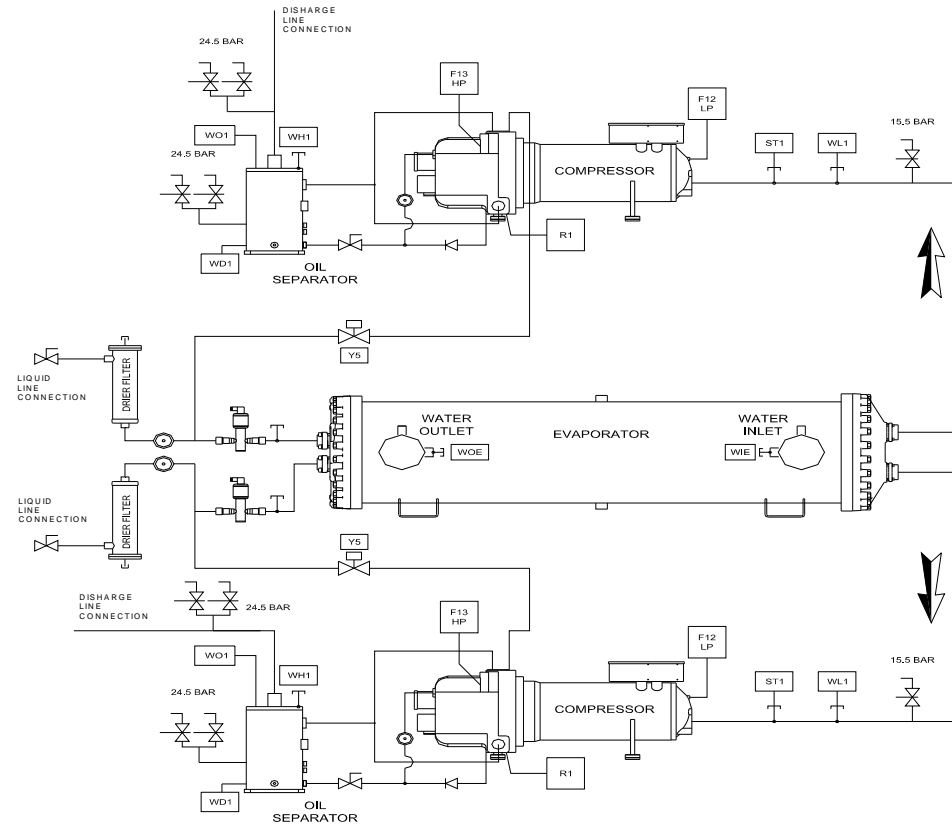 DISHARGE
LINE
CONNECTION
24.5 BAR
F13
HP
F12
LP
WO1
WH1
15.5 BAR
24.5 BAR
ST1
WL1
COMPRESSOR
R1
WD1
OIL
SEPARATOR
Y5
LIQUID
LINE
CONNECTION
DRIER FILTER
WATER
OUTLET
EVAPORATOR
WATER
INLET
WOE
WIE
LIQUID
LINE
CONNECTION
DRIER FILTER
Y5
DISHARGE
LINE
CONNECTION
24.5 BAR
F13
HP
F12
LP
WO1
WH1
15.5 BAR
24.5 BAR
ST1
WL1
COMPRESSOR
R1
WD1
OIL
SEPARATOR